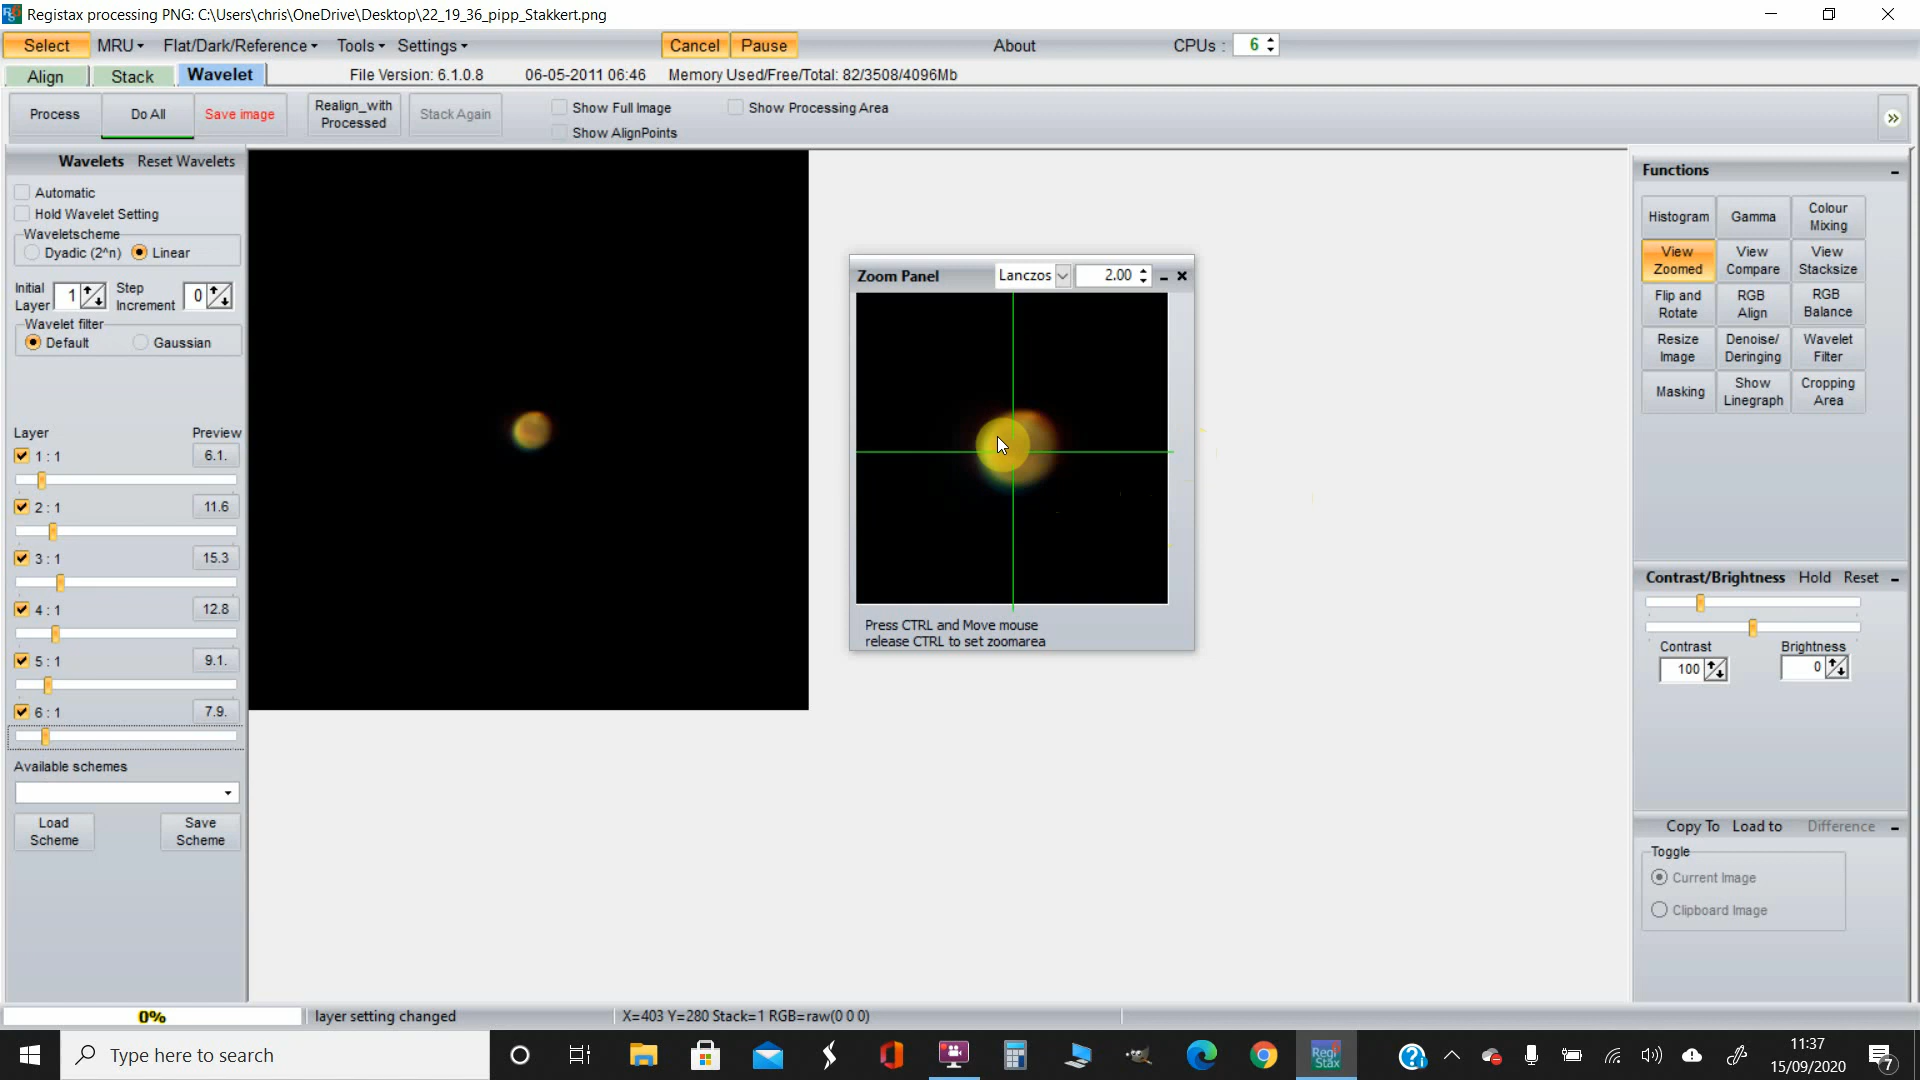 Registax processing PNG: C:\Users\chris\OneDrive\Desktop\22_19_36_pipp_Stakkert.png
Select MRU Flat/Dark/Reference Tools Settings Cancel Pause About CPUs : 6
Align Stack Wavelet File Version: 6.1.0.8 06-05-2011 06:46 Memory Used/Free/Total: 82/3508/4096Mb
Process Do All Save image Realign_with Processed Stack Again Show Full Image Show Processing Area
Show AlignPoints
Wavelets Reset Wavelets
Automatic
Hold Wavelet Setting
Waveletscheme
Dyadic (2^n) Linear
Initial Layer 1 Step Increment 0
Wavelet filter
Default Gaussian
Layer Preview
1 : 1 6.1.
2 : 1 11.6
3 : 1 15.3
4 : 1 12.8
5 : 1 9.1.
6 : 1 7.9.
Available schemes
Load Scheme Save Scheme
Zoom Panel Lanczos 2.00
Press CTRL and Move mouse
release CTRL to set zoomarea
Functions
Histogram Gamma Colour Mixing
View Zoomed View Compare View Stacksize
Flip and Rotate RGB Align RGB Balance
Resize Image Denoise/ Deringing Wavelet Filter
Masking Show Linegraph Cropping Area
Contrast/Brightness Hold Reset
Contrast Brightness
100 0
Copy To Load to Difference
Toggle
Current Image
Clipboard Image
0% layer setting changed X=403 Y=280 Stack=1 RGB=raw(0 0 0)
Type here to search
Regi Stax
11:37
15/09/2020
7